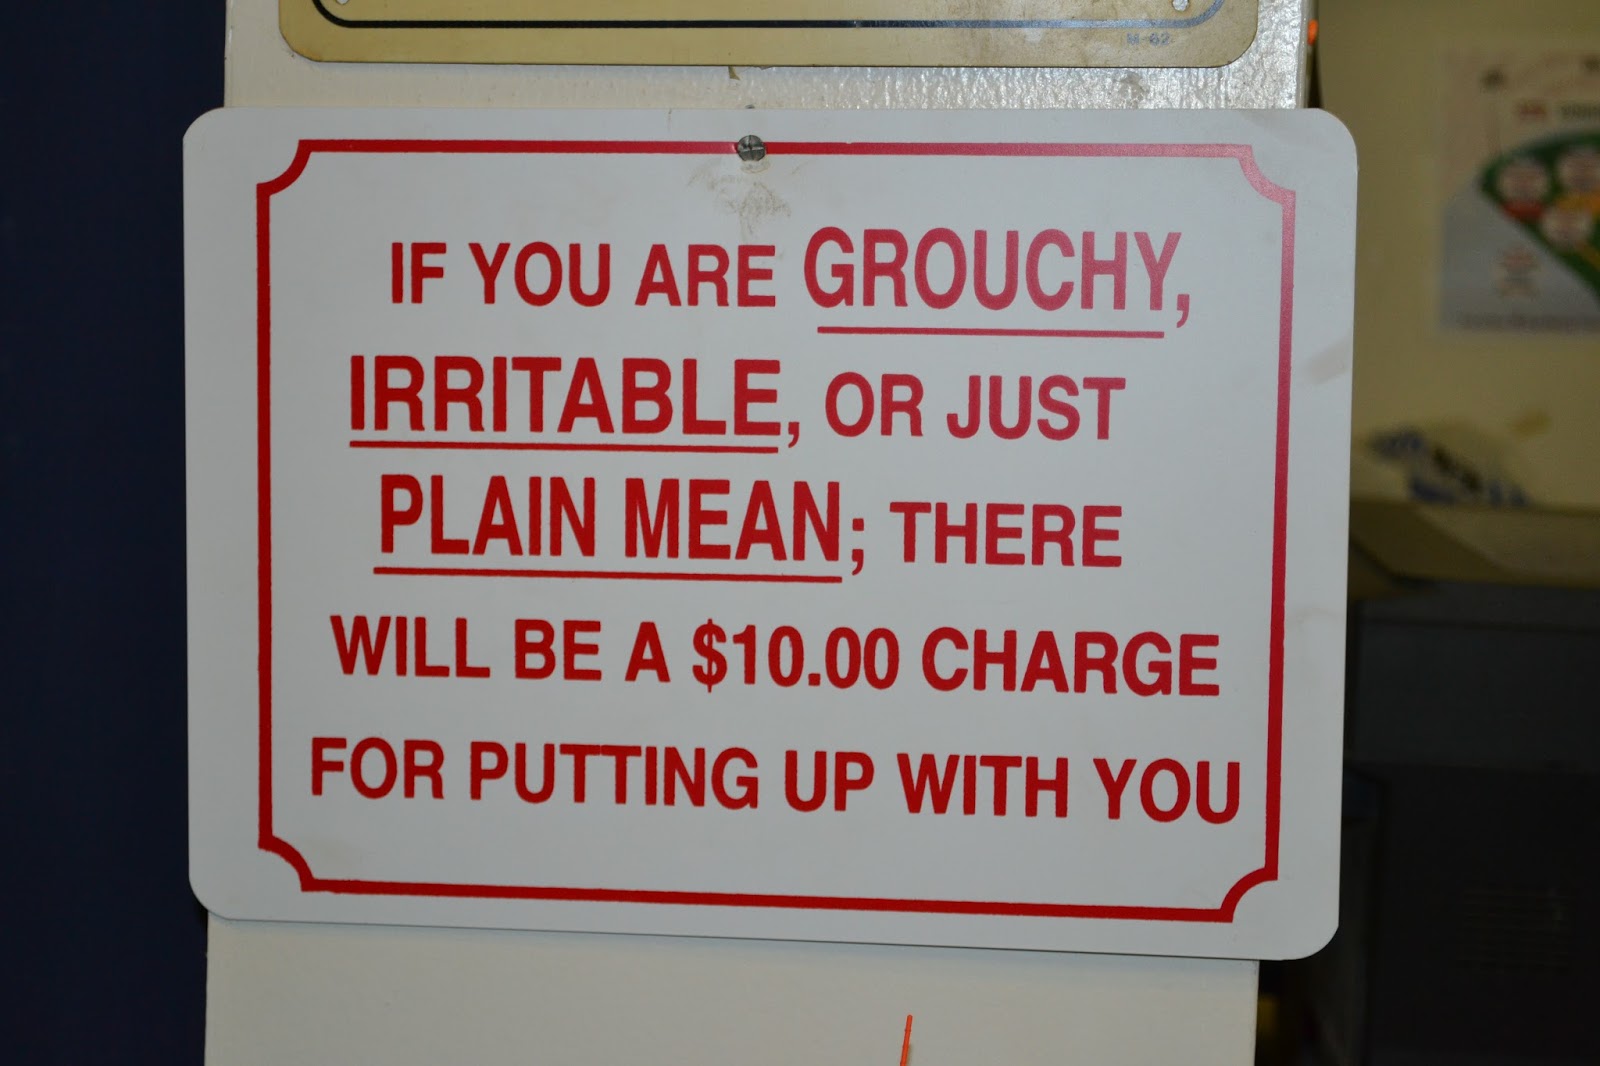 M-62
IF YOU ARE GROUCHY,
IRRITABLE, OR JUST
PLAIN MEAN; THERE
WILL BE A $10.00 CHARGE
FOR PUTTING UP WITH YOU